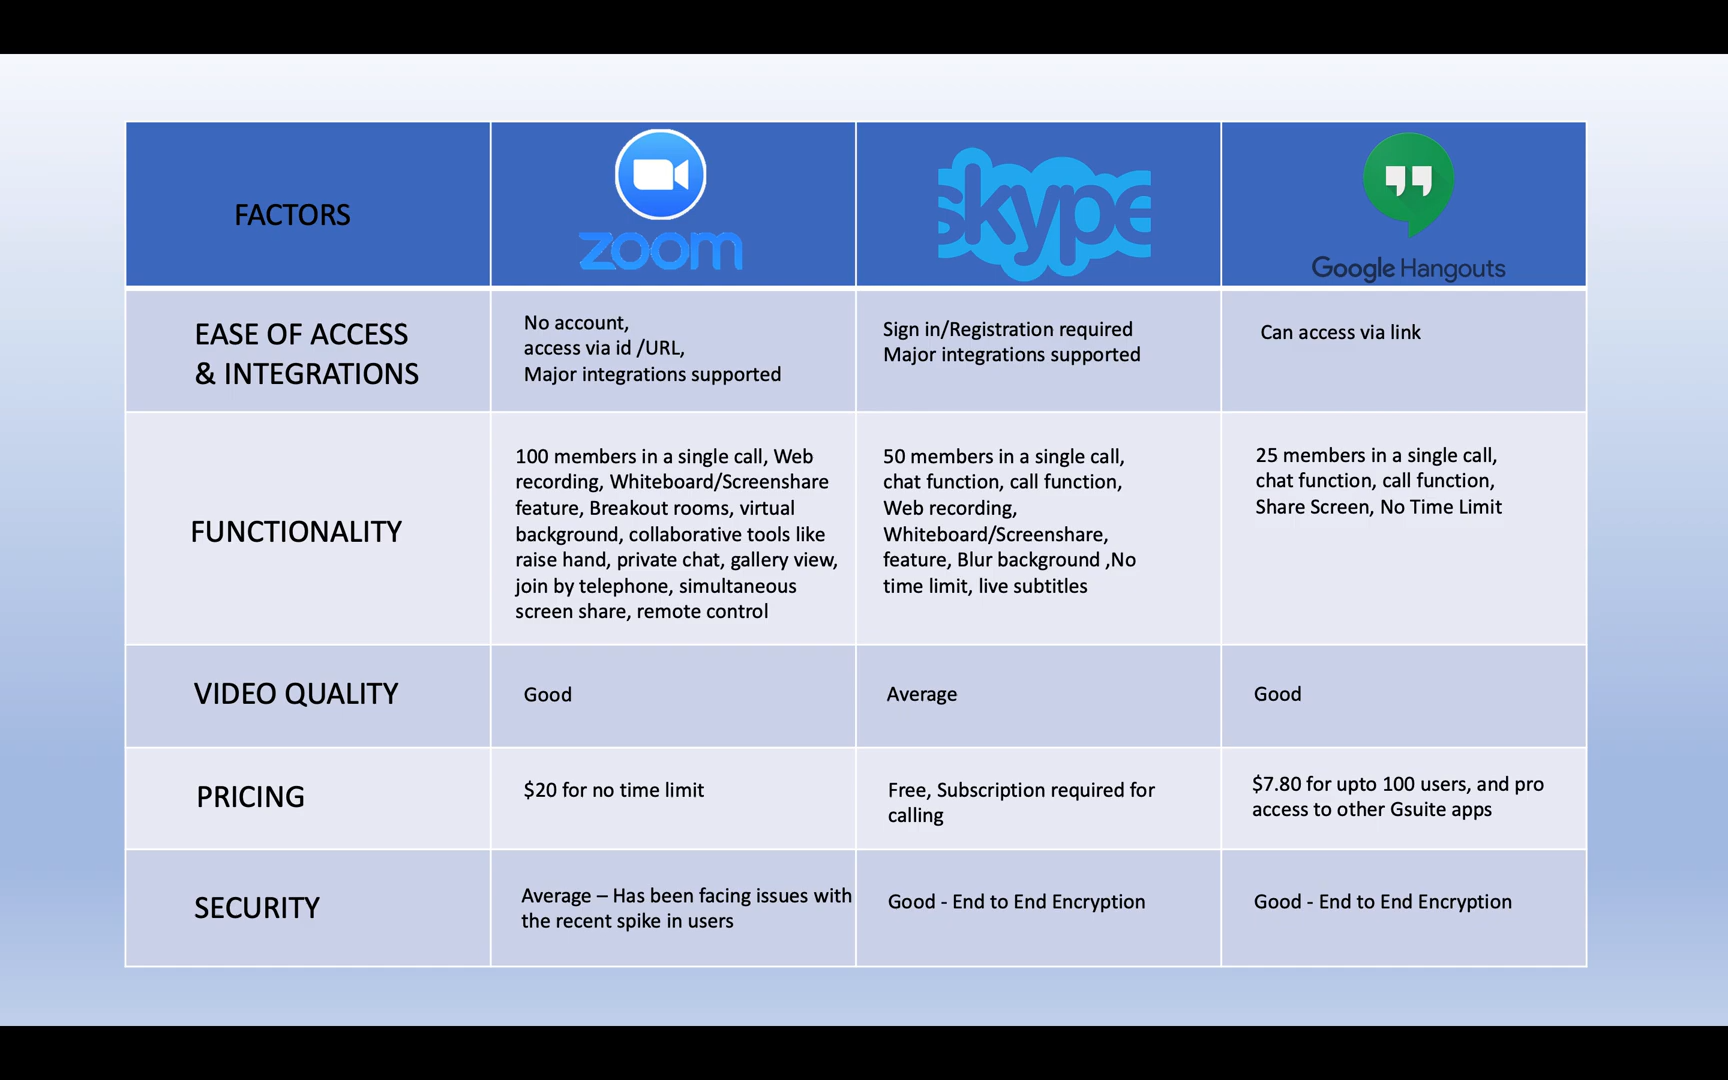 FACTORS
zoom
skype
Google Hangouts
EASE OF ACCESS
& INTEGRATIONS
No account,
access via id /URL,
Major integrations supported
Sign in/Registration required
Major integrations supported
Can access via link
FUNCTIONALITY
100 members in a single call, Web
recording, Whiteboard/Screenshare
feature, Breakout rooms, virtual
background, collaborative tools like
raise hand, private chat, gallery view,
join by telephone, simultaneous
screen share, remote control
50 members in a single call,
chat function, call function,
Web recording,
Whiteboard/Screenshare,
feature, Blur background ,No
time limit, live subtitles
25 members in a single call,
chat function, call function,
Share Screen, No Time Limit
VIDEO QUALITY
Good
Average
Good
PRICING
$20 for no time limit
Free, Subscription required for
calling
$7.80 for upto 100 users, and pro
access to other Gsuite apps
SECURITY
Average – Has been facing issues with
the recent spike in users
Good - End to End Encryption
Good - End to End Encryption